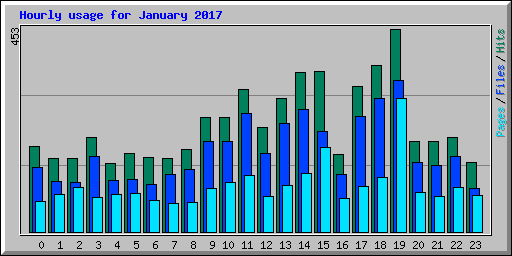 Hourly usage for January 2017
453
Pages/Files/Hits
0 1 2 3 4 5 6 7 8 9 10 11 12 13 14 15 16 17 18 19 20 21 22 23